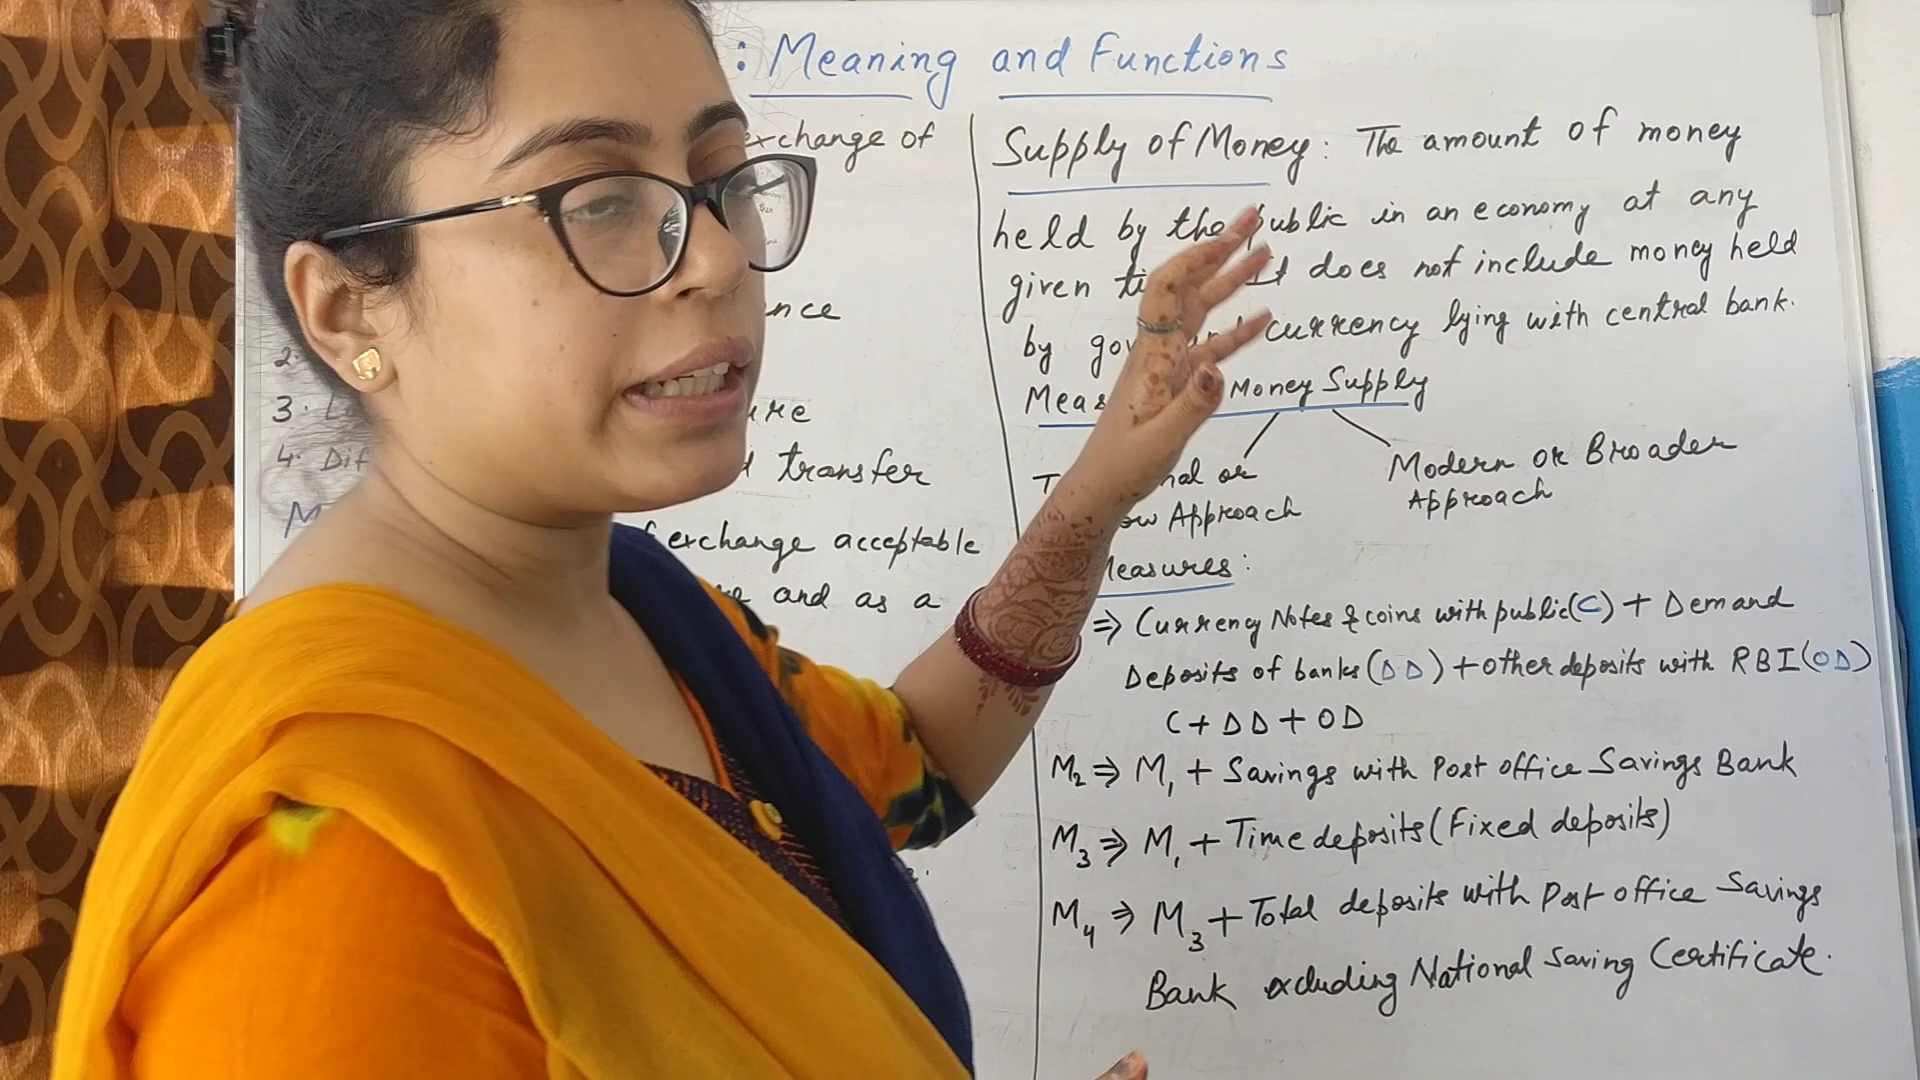 : Meaning and Functions
exchange of
nce
2.
3.
4. Dif
transfer
exchange acceptable
and as a
Supply of Money: The amount of money
held by the public in an economy at any
given it does not include money held
by currency lying with central bank.
Money Supply
or
Approach
Modern or Broader
Approach
Measures:
⇒ Currency Notes & coins with public(C) + Demand
Deposits of banks(DD) + other deposits with RBI(OD)
C + DD + OD
M2 ⇒ M1 + Savings with Post office Savings Bank
M3 ⇒ M1 + Time deposits(Fixed deposits)
M4 ⇒ M3 + Total deposits with Post office Savings
Bank excluding National Saving Certificate.